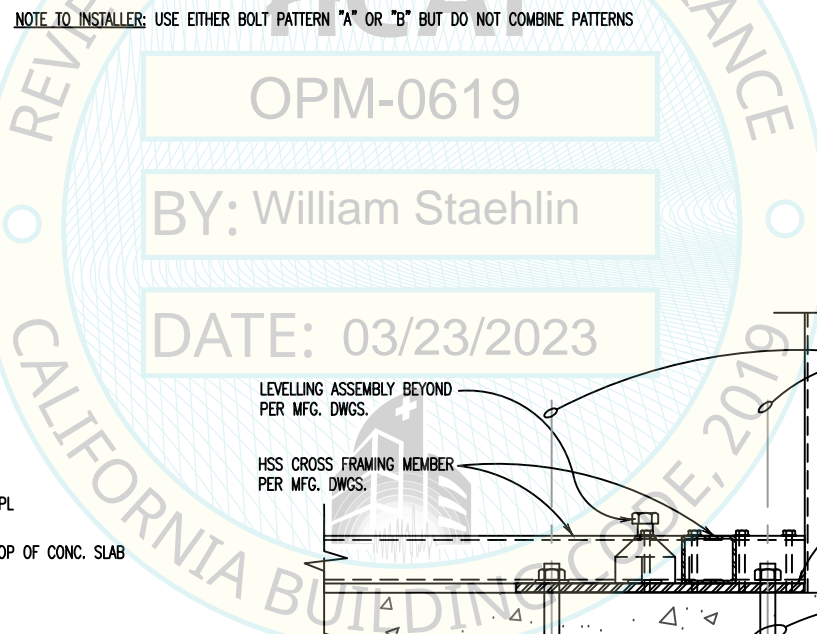 NOTE TO INSTALLER: USE EITHER BOLT PATTERN "A" OR "B" BUT DO NOT COMBINE PATTERNS
OPM-0619
BY: William Staehlin
DATE: 03/23/2023
LEVELLING ASSEMBLY BEYOND
PER MFG. DWGS.
HSS CROSS FRAMING MEMBER
PER MFG. DWGS.
PL
OP OF CONC. SLAB
CALIFORNIA BUILDING CODE, 2019